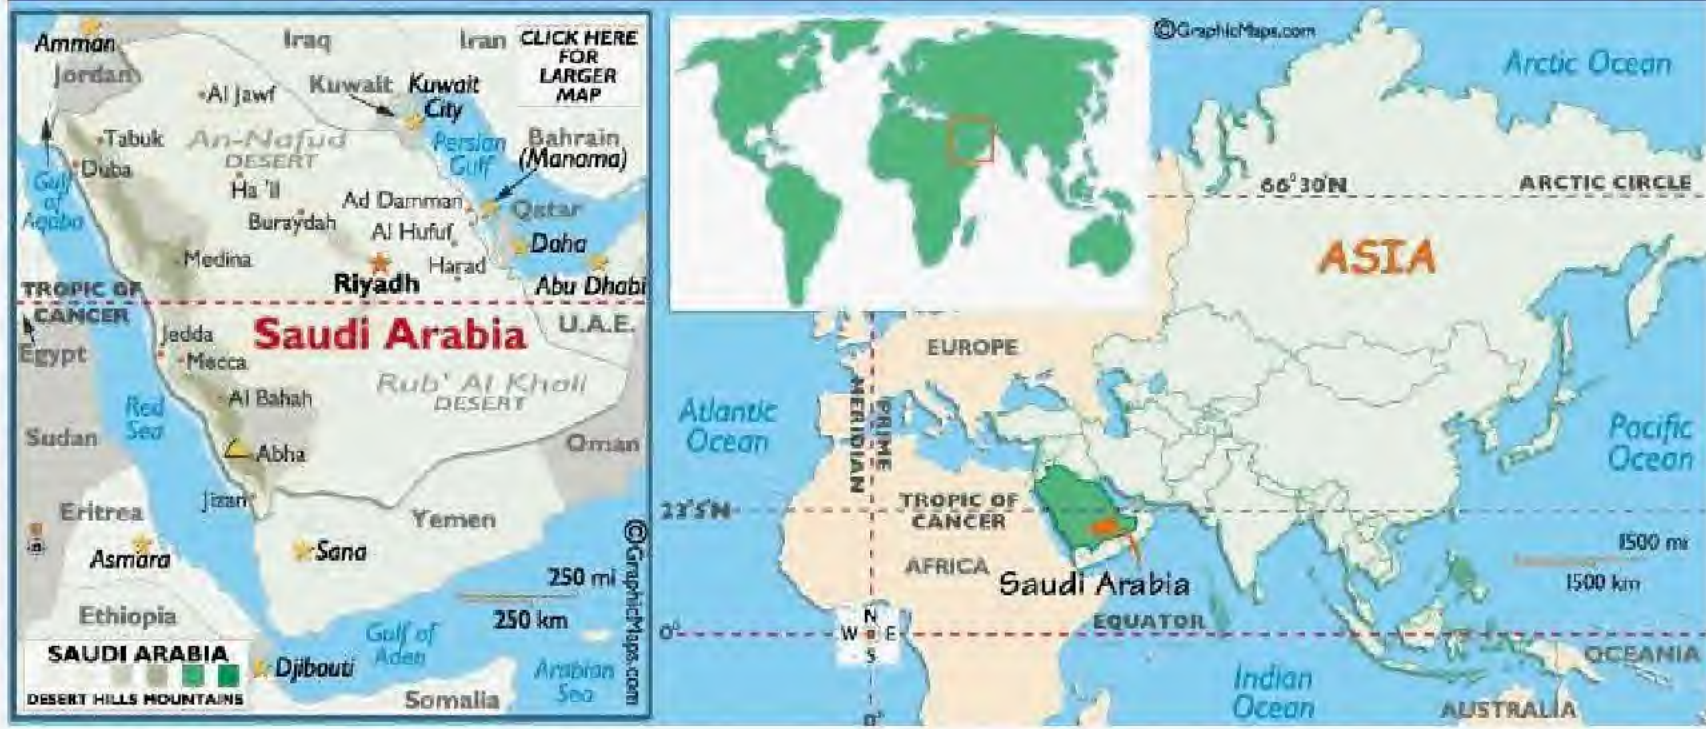 Amman
Iraq
Iran
CLICK HERE
FOR
LARGER
MAP
Jordan
Al Jawf
Kuwait
Kuwait
City
Tabuk
An-Nafud
DESERT
Persian
Gulf
Bahrain
(Manama)
Duba
Gulf
of
Aqaba
Ha 'il
Ad Damman
Qatar
Buraydah
Al Hufuf
Doha
Medina
Harad
Riyadh
Abu Dhabi
TROPIC OF
CANCER
Egypt
Jedda
Saudi Arabia
U.A.E.
Mecca
Rub' Al Khali
DESERT
Al Bahah
Red
Sea
Sudan
Abha
Oman
Jizan
Eritrea
Yemen
Asmara
Sana
250 mi
250 km
Ethiopia
Gulf of
Aden
Djibouti
Arabian
Sea
Somalia
©GraphicMaps.com
SAUDI ARABIA
DESERT HILLS MOUNTAINS
©GraphicMaps.com
Arctic Ocean
66°30'N
ARCTIC CIRCLE
ASIA
EUROPE
Atlantic
Ocean
PRIME
MERIDIAN
Pacific
Ocean
23°5'N
TROPIC OF
CANCER
AFRICA
Saudi Arabia
1500 mi
1500 km
N
W E
S
0°
EQUATOR
OCEANIA
Indian
Ocean
AUSTRALIA
0°